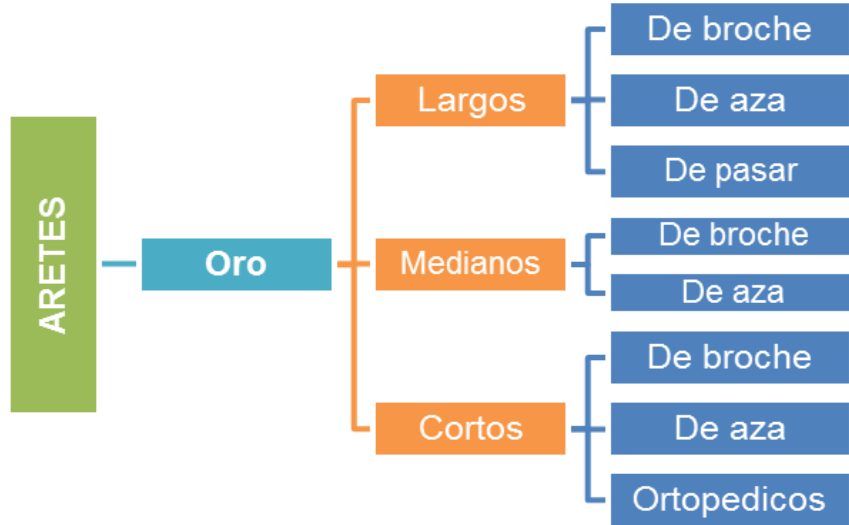 ARETES
Oro
Largos
De broche
De aza
De pasar
Medianos
De broche
De aza
Cortos
De broche
De aza
Ortopedicos